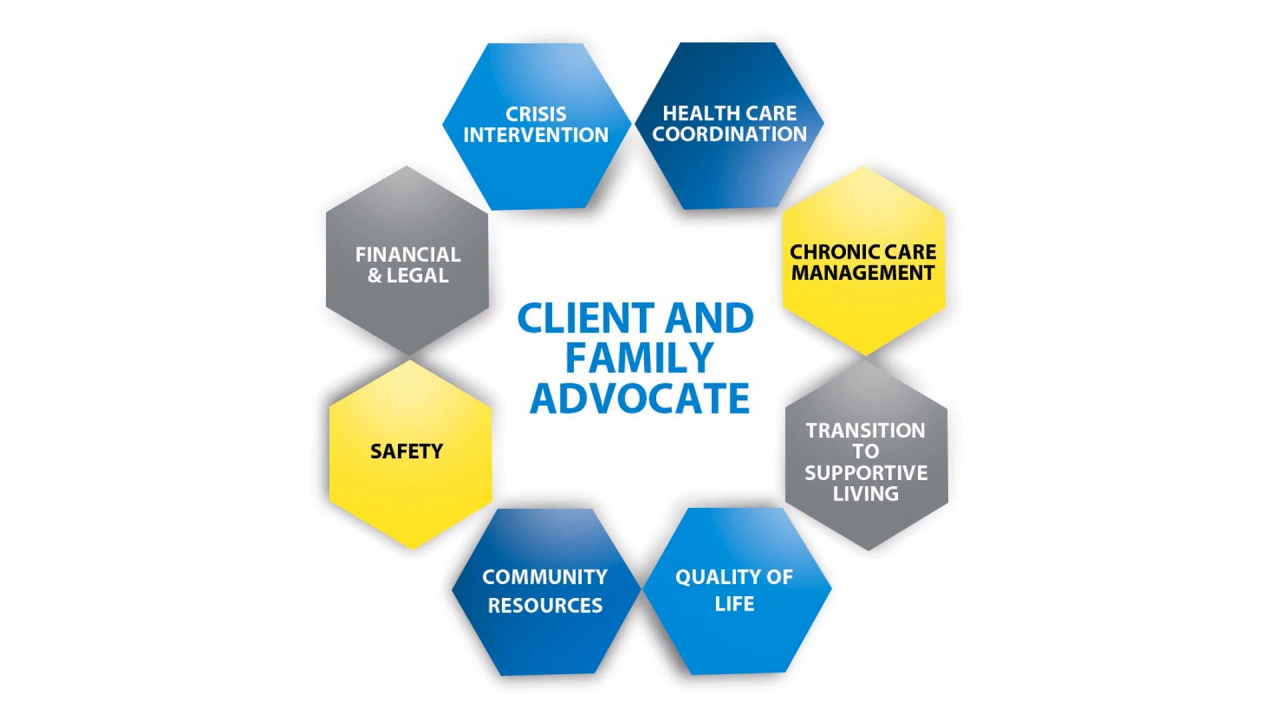 CRISIS
INTERVENTION
HEALTH CARE
COORDINATION
CHRONIC CARE
MANAGEMENT
TRANSITION
TO
SUPPORTIVE
LIVING
QUALITY OF
LIFE
COMMUNITY
RESOURCES
SAFETY
FINANCIAL
& LEGAL
CLIENT AND
FAMILY
ADVOCATE